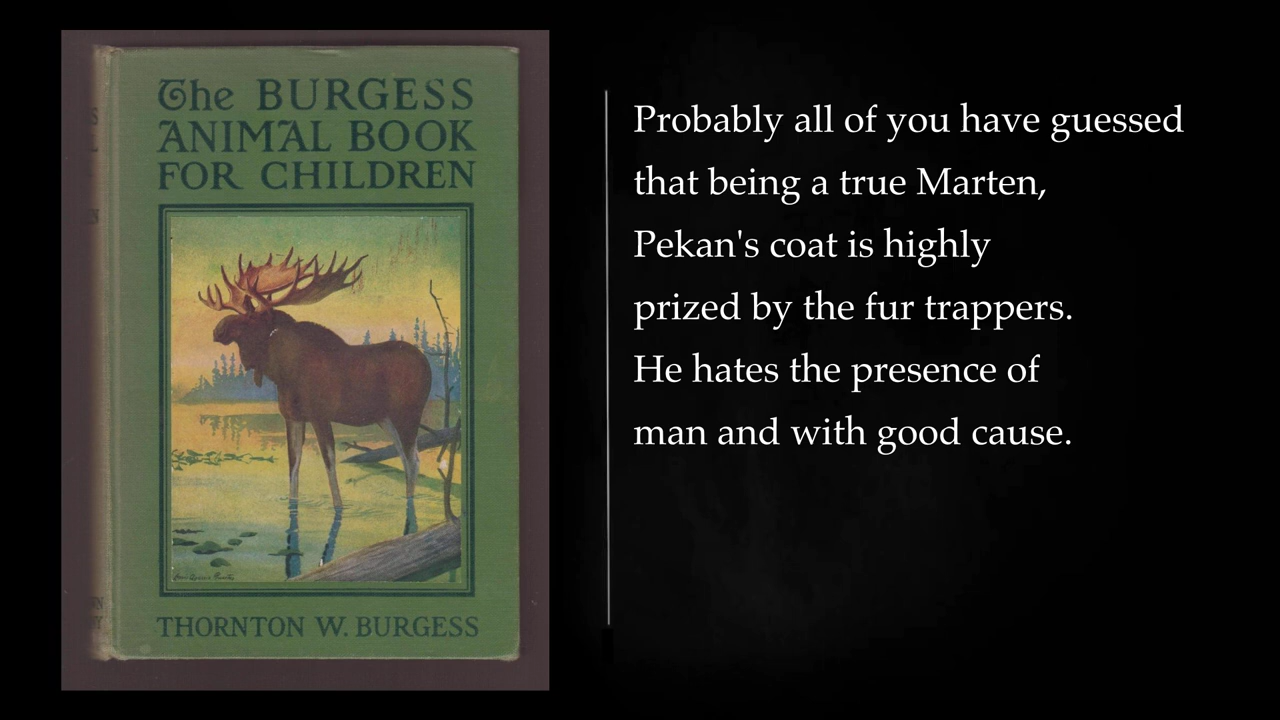 The BURGESS
ANIMAL BOOK
FOR CHILDREN
THORNTON W. BURGESS
Probably all of you have guessed
that being a true Marten,
Pekan's coat is highly
prized by the fur trappers.
He hates the presence of
man and with good cause.